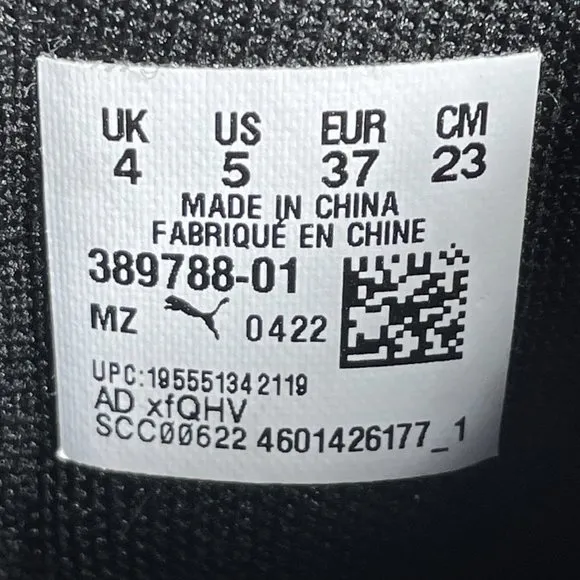 UK US EUR CM
4 5 37 23
MADE IN CHINA
FABRIQUÉ EN CHINE
389788-01
MZ 0422
UPC:195551342119
AD xfQHV
SCC00622 4601426177_1